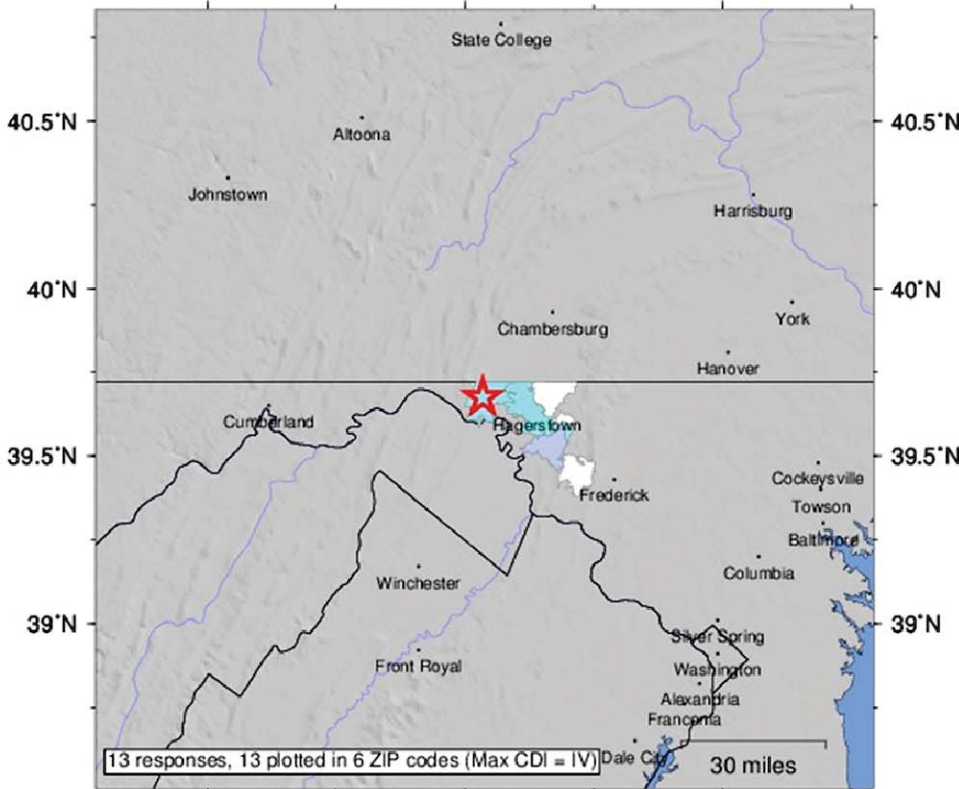 State College
40.5°N
40.5°N
Altoona
Johnstown
Harrisburg
40°N
40°N
York
Chambersburg
Hanover
Cumberland
Hagerstown
39.5°N
39.5°N
Cockeysville
Frederick
Towson
Baltimore
Columbia
Winchester
39°N
39°N
Silver Spring
Front Royal
Washington
Alexandria
Franconia
13 responses, 13 plotted in 6 ZIP codes (Max CDI = IV)
Dale City
30 miles